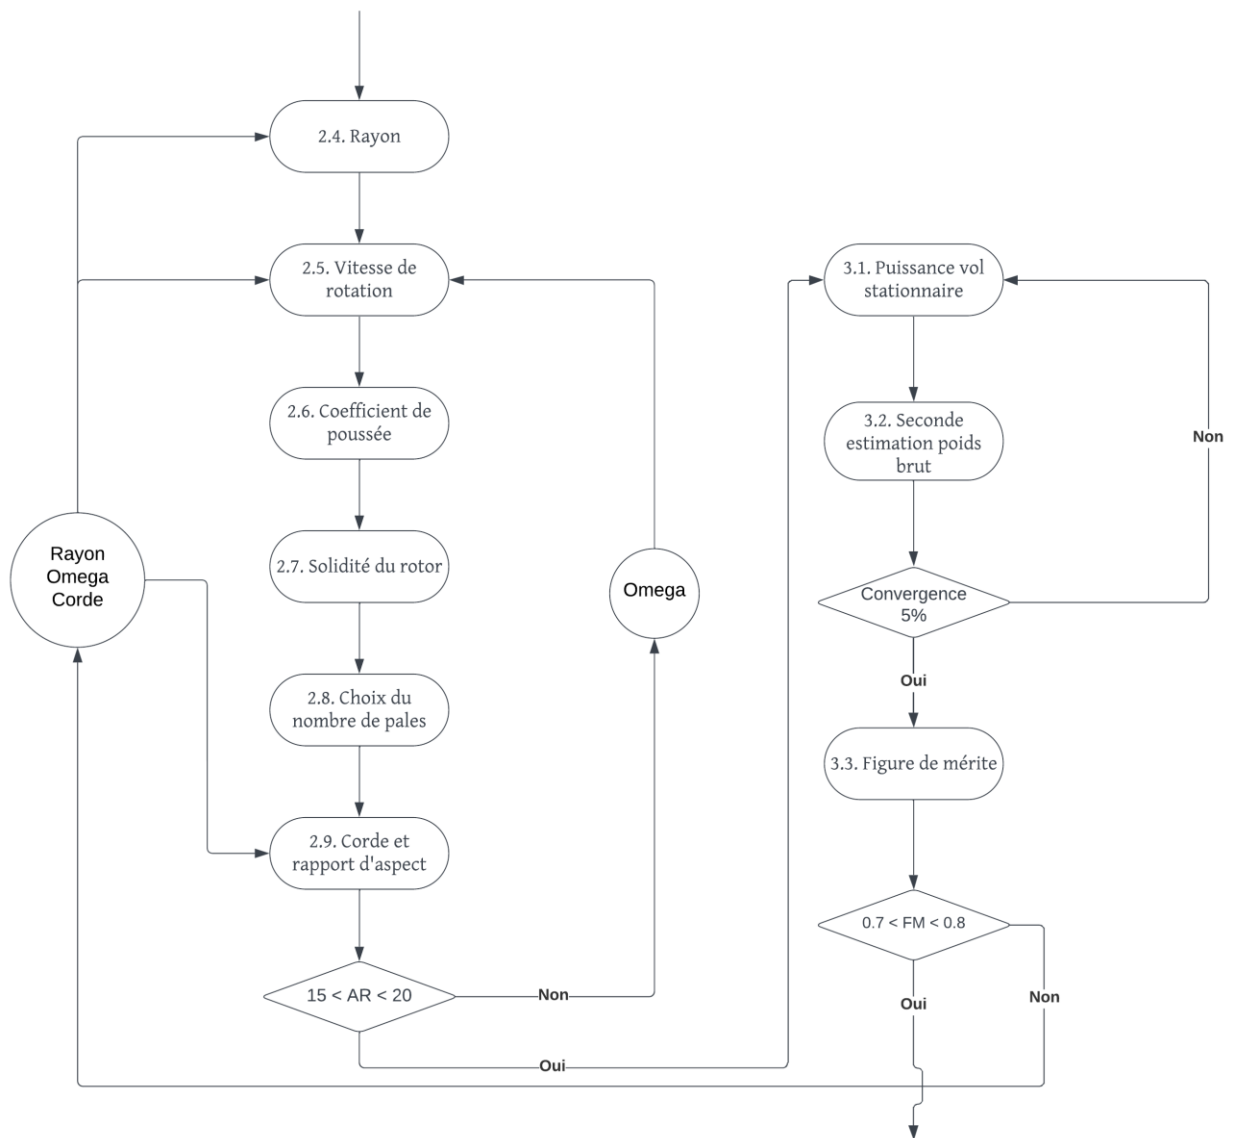 2.4. Rayon
2.5. Vitesse de
rotation
2.6. Coefficient de
poussée
2.7. Solidité du rotor
2.8. Choix du
nombre de pales
2.9. Corde et
rapport d'aspect
15 < AR < 20
Non
Oui
Rayon
Omega
Corde
Omega
3.1. Puissance vol
stationnaire
3.2. Seconde
estimation poids
brut
Non
Convergence
5%
Oui
3.3. Figure de mérite
0.7 < FM < 0.8
Oui
Non